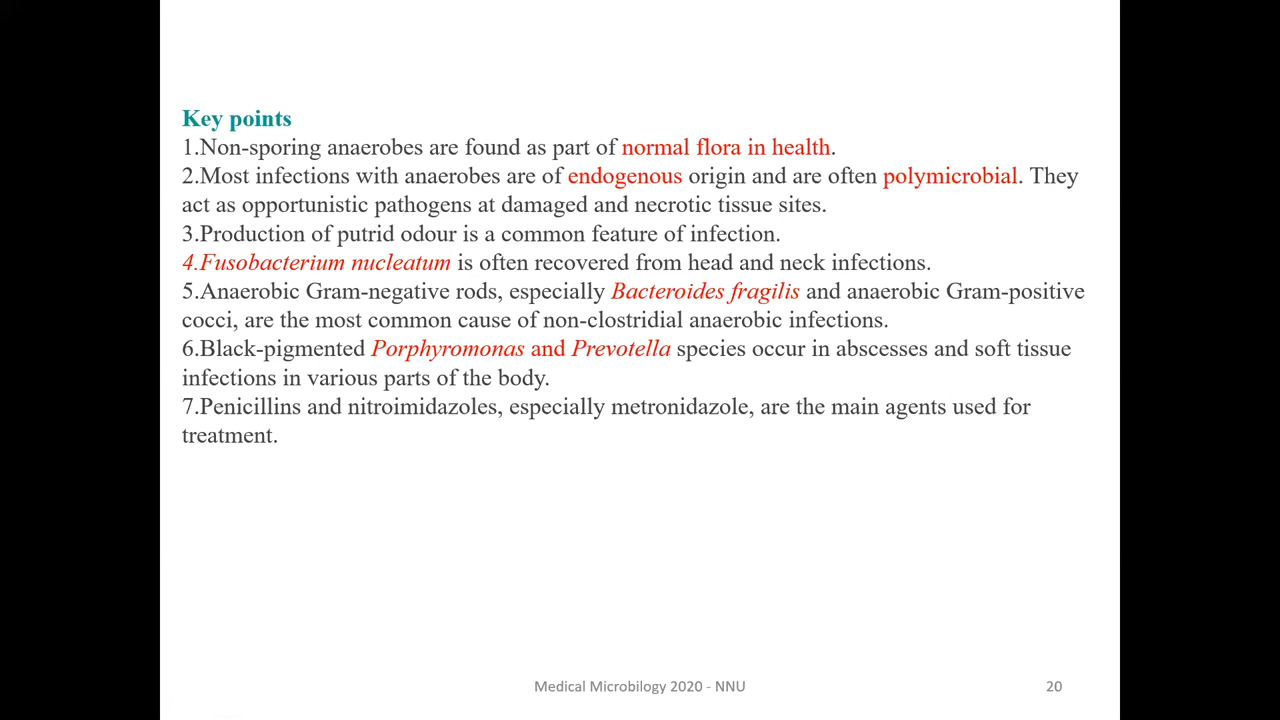 Key points
1.Non-sporing anaerobes are found as part of normal flora in health.
2.Most infections with anaerobes are of endogenous origin and are often polymicrobial. They
act as opportunistic pathogens at damaged and necrotic tissue sites.
3.Production of putrid odour is a common feature of infection.
4.Fusobacterium nucleatum is often recovered from head and neck infections.
5.Anaerobic Gram-negative rods, especially Bacteroides fragilis and anaerobic Gram-positive
cocci, are the most common cause of non-clostridial anaerobic infections.
6.Black-pigmented Porphyromonas and Prevotella species occur in abscesses and soft tissue
infections in various parts of the body.
7.Penicillins and nitroimidazoles, especially metronidazole, are the main agents used for
treatment.
Medical Microbilogy 2020 - NNU
20